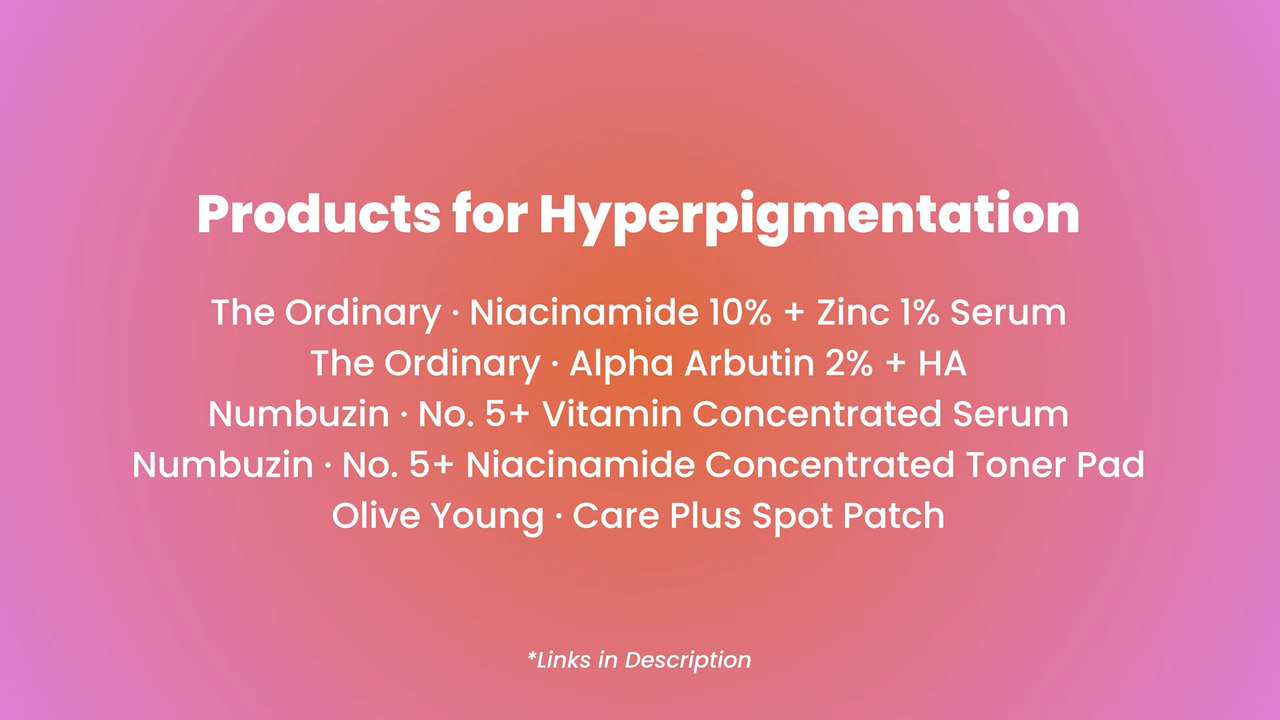 Products for Hyperpigmentation
The Ordinary · Niacinamide 10% + Zinc 1% Serum
The Ordinary · Alpha Arbutin 2% + HA
Numbuzin · No. 5+ Vitamin Concentrated Serum
Numbuzin · No. 5+ Niacinamide Concentrated Toner Pad
Olive Young · Care Plus Spot Patch
*Links in Description